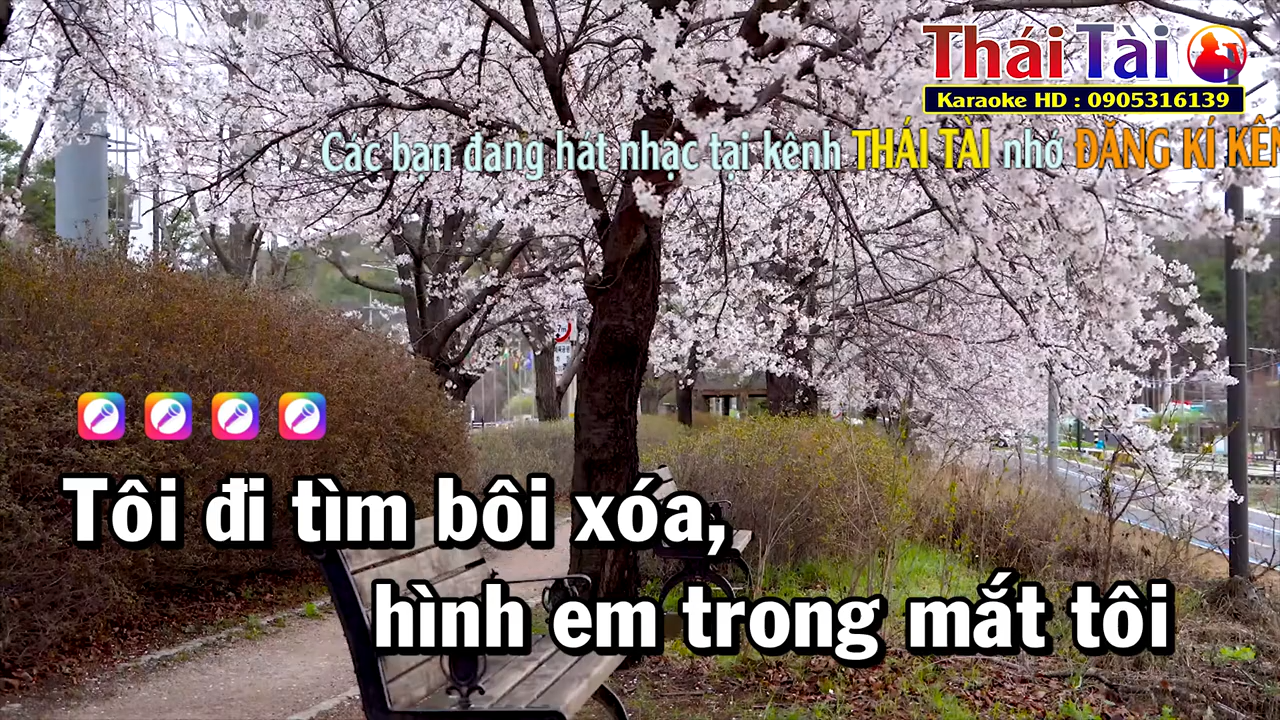 Thái Tài
Karaoke HD : 0905316139
Các bạn đang hát nhạc tại kênh THÁI TÀI nhớ ĐĂNG KÍ KÊN
Tôi đi tìm bôi xóa,
hình em trong mắt tôi